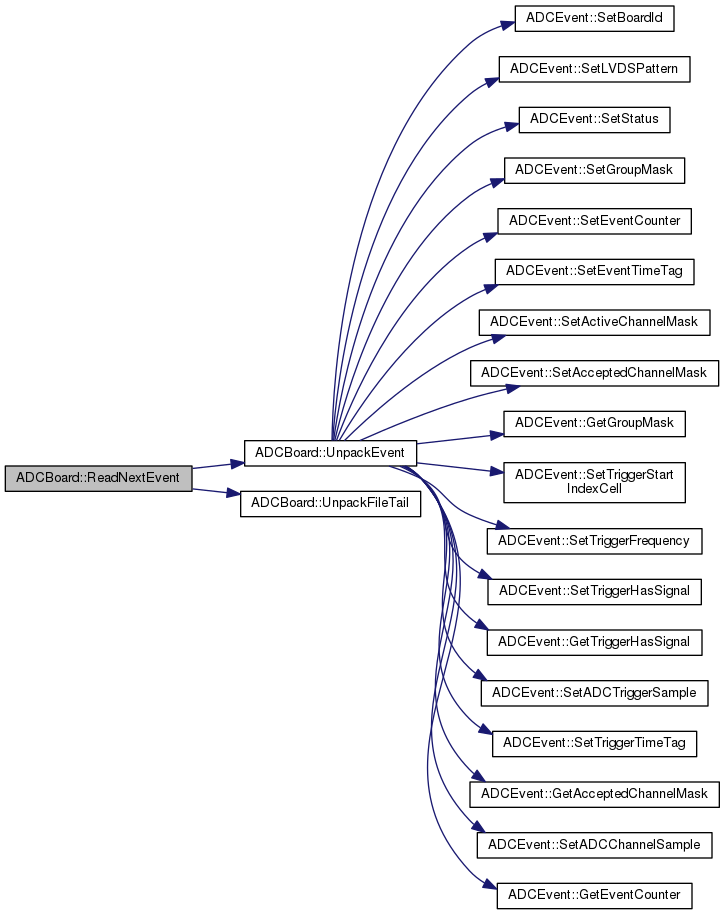 ADCEvent::SetBoardId
ADCEvent::SetLVDSPattern
ADCEvent::SetStatus
ADCEvent::SetGroupMask
ADCEvent::SetEventCounter
ADCEvent::SetEventTimeTag
ADCEvent::SetActiveChannelMask
ADCEvent::SetAcceptedChannelMask
ADCEvent::GetGroupMask
ADCBoard::UnpackEvent
ADCBoard::ReadNextEvent
ADCEvent::SetTriggerStart
IndexCell
ADCBoard::UnpackFileTail
ADCEvent::SetTriggerFrequency
ADCEvent::SetTriggerHasSignal
ADCEvent::GetTriggerHasSignal
ADCEvent::SetADCTriggerSample
ADCEvent::SetTriggerTimeTag
ADCEvent::GetAcceptedChannelMask
ADCEvent::SetADCChannelSample
ADCEvent::GetEventCounter